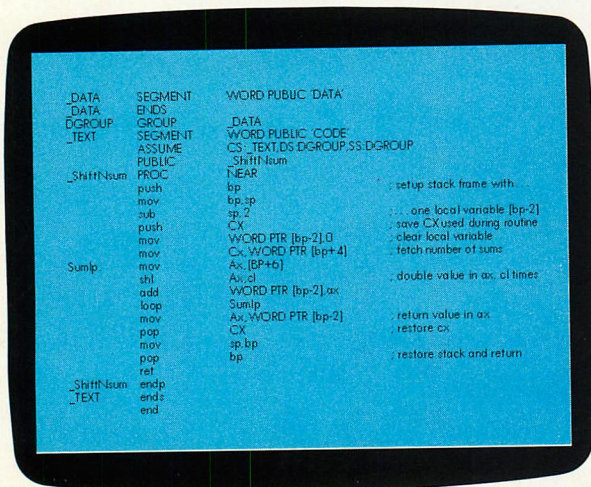 _DATA SEGMENT WORD PUBLIC 'DATA'
_DATA ENDS
DGROUP GROUP _DATA
_TEXT SEGMENT WORD PUBLIC 'CODE'
ASSUME CS:_TEXT,DS:DGROUP,SS:DGROUP
PUBLIC _ShiftNsum
_ShiftNsum PROC NEAR
push bp ; setup stack frame with . . .
mov bp,sp
sub sp,2 ; . . . one local variable [bp-2]
push CX ; save CX used during routine
mov WORD PTR [bp-2],0 ; clear local variable
mov Cx,WORD PTR [bp+4] ; fetch number of sums
Sumlp: mov Ax,[BP+6]
shl Ax,cl ; double value in ax, cl times
add WORD PTR [bp-2],ax
loop Sumlp
mov Ax,WORD PTR [bp-2] ; return value in ax
pop CX ; restore cx
mov sp,bp
pop bp ; restore stack and return
ret
_ShiftNsum endp
_TEXT ends
end